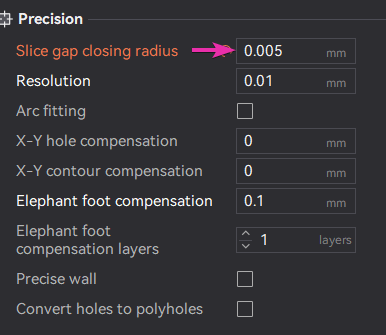 Precision
Slice gap closing radius 0.005 mm
Resolution 0.01 mm
Arc fitting
X-Y hole compensation 0 mm
X-Y contour compensation 0 mm
Elephant foot compensation 0.1 mm
Elephant foot
compensation layers 1 layers
Precise wall
Convert holes to polyholes